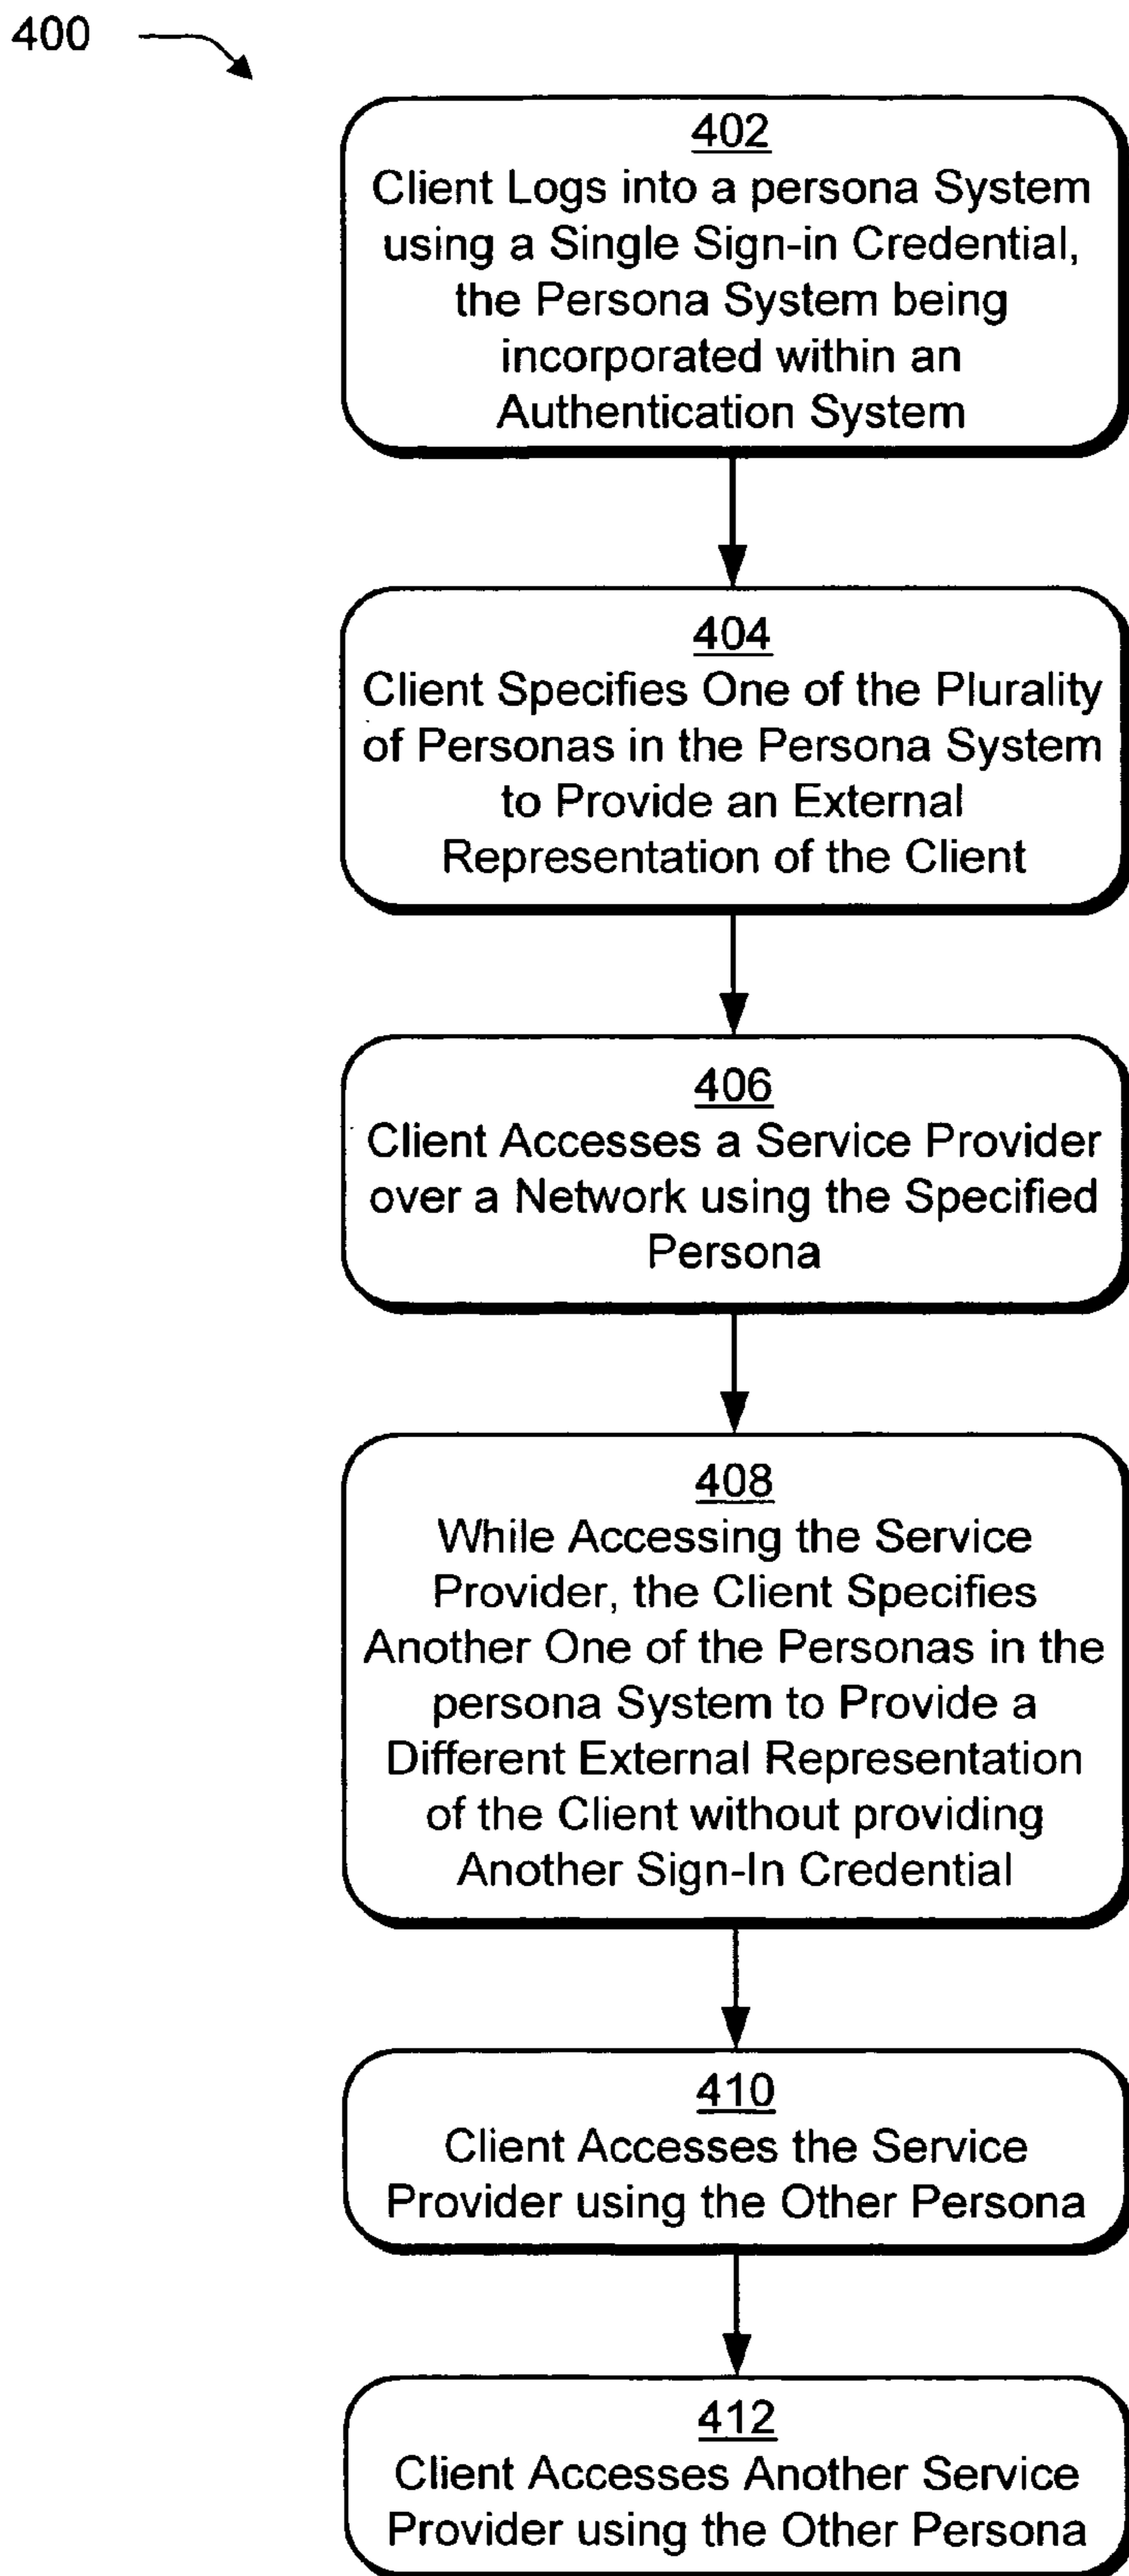 400
402
Client Logs into a persona System
using a Single Sign-in Credential,
the Persona System being
incorporated within an
Authentication System
404
Client Specifies One of the Plurality
of Personas in the Persona System
to Provide an External
Representation of the Client
406
Client Accesses a Service Provider
over a Network using the Specified
Persona
408
While Accessing the Service
Provider, the Client Specifies
Another One of the Personas in the
persona System to Provide a
Different External Representation
of the Client without providing
Another Sign-In Credential
410
Client Accesses the Service
Provider using the Other Persona
412
Client Accesses Another Service
Provider using the Other Persona